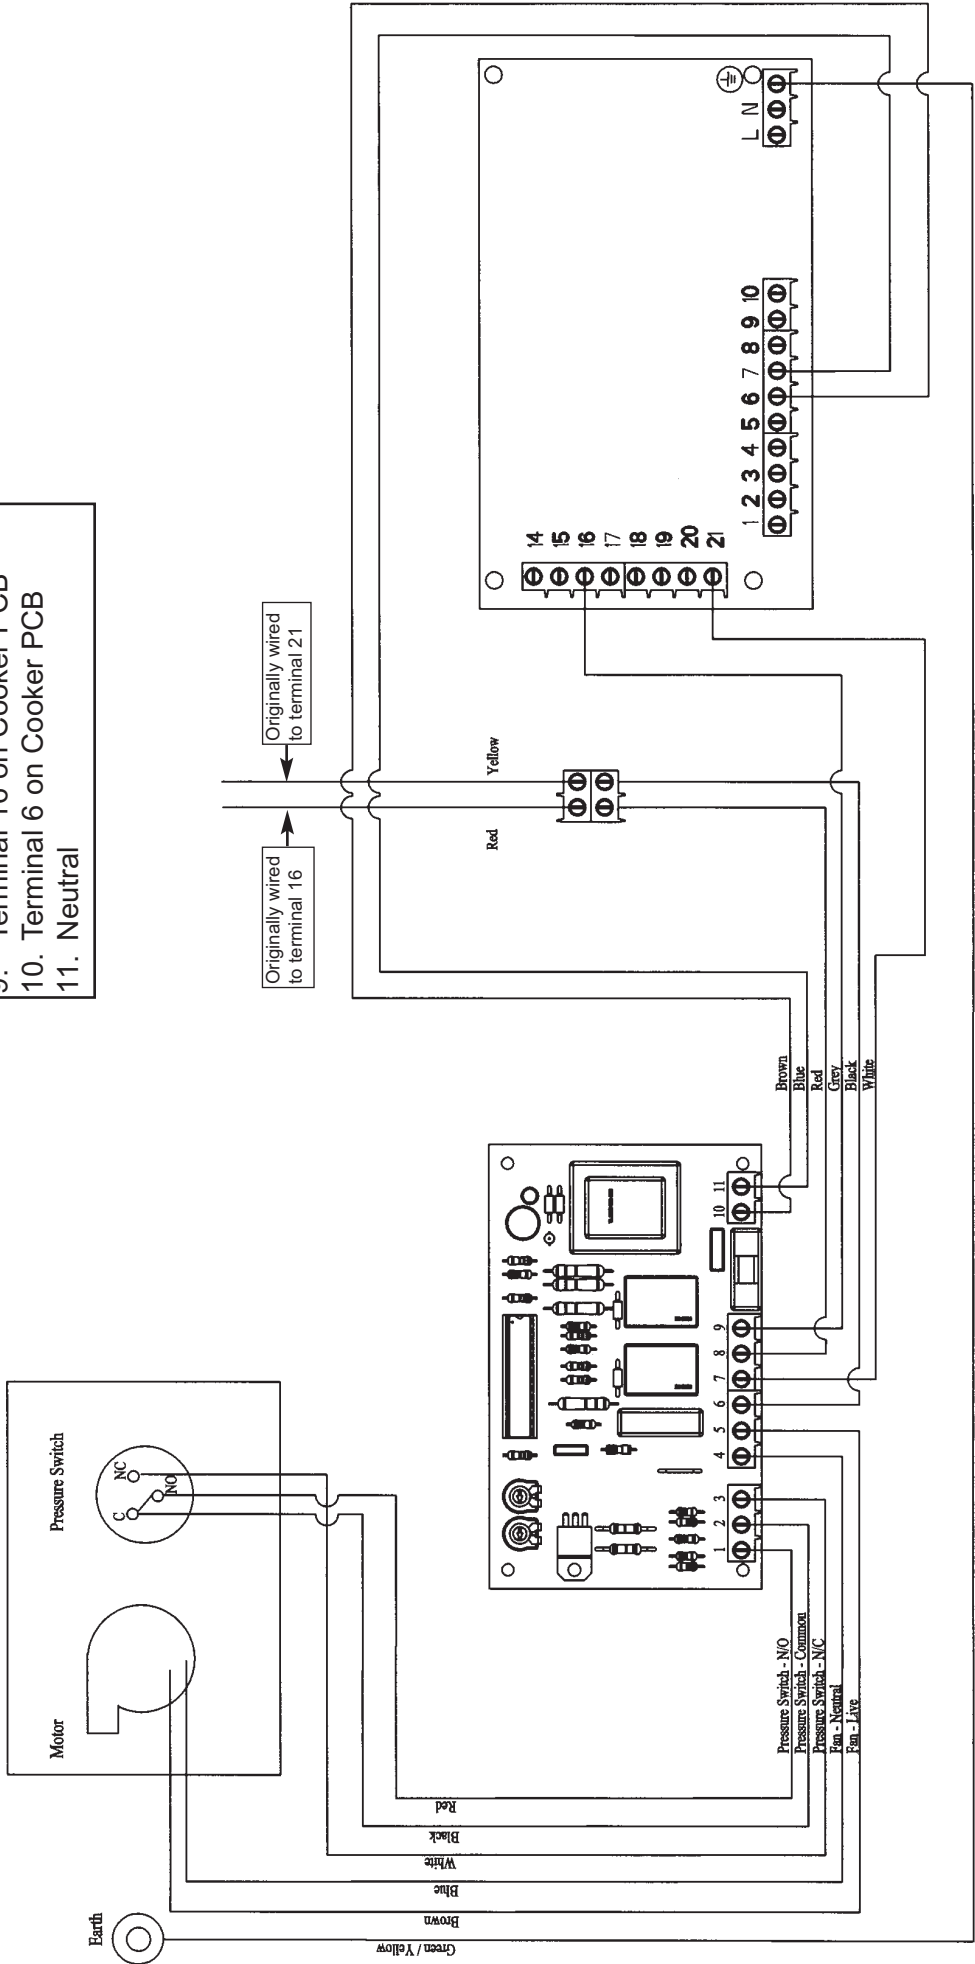 9. Terminal 16 on Cooker PCB
10. Terminal 6 on Cooker PCB
11. Neutral
Originally wired
to terminal 16
Originally wired
to terminal 21
Red
Yellow
Earth
Motor
Pressure Switch
C
NO
NC
Green / Yellow
Brown
Blue
White
Black
Red
Pressure Switch - N/O
Pressure Switch - Common
Pressure Switch - N/C
Fan - Neutral
Fan - Live
1 2 3 4 5 6 7 8 9 10 11
Brown
Blue
Red
Grey
Black
White
14
15
16
17
18
19
20
21
1 2 3 4 5 6 7 8 9 10
L N